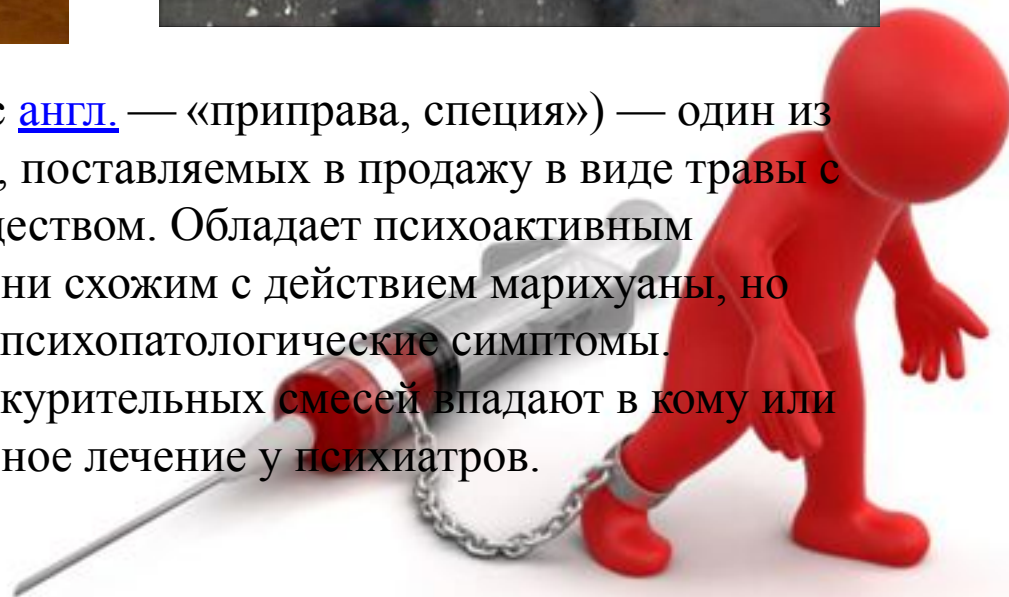 с англ. — «приправа, специя») — один из
, поставляемых в продажу в виде травы с
еством. Обладает психоактивным
ни схожим с действием марихуаны, но
психопатологические симптомы.
курительных смесей впадают в кому или
ное лечение у психиатров.